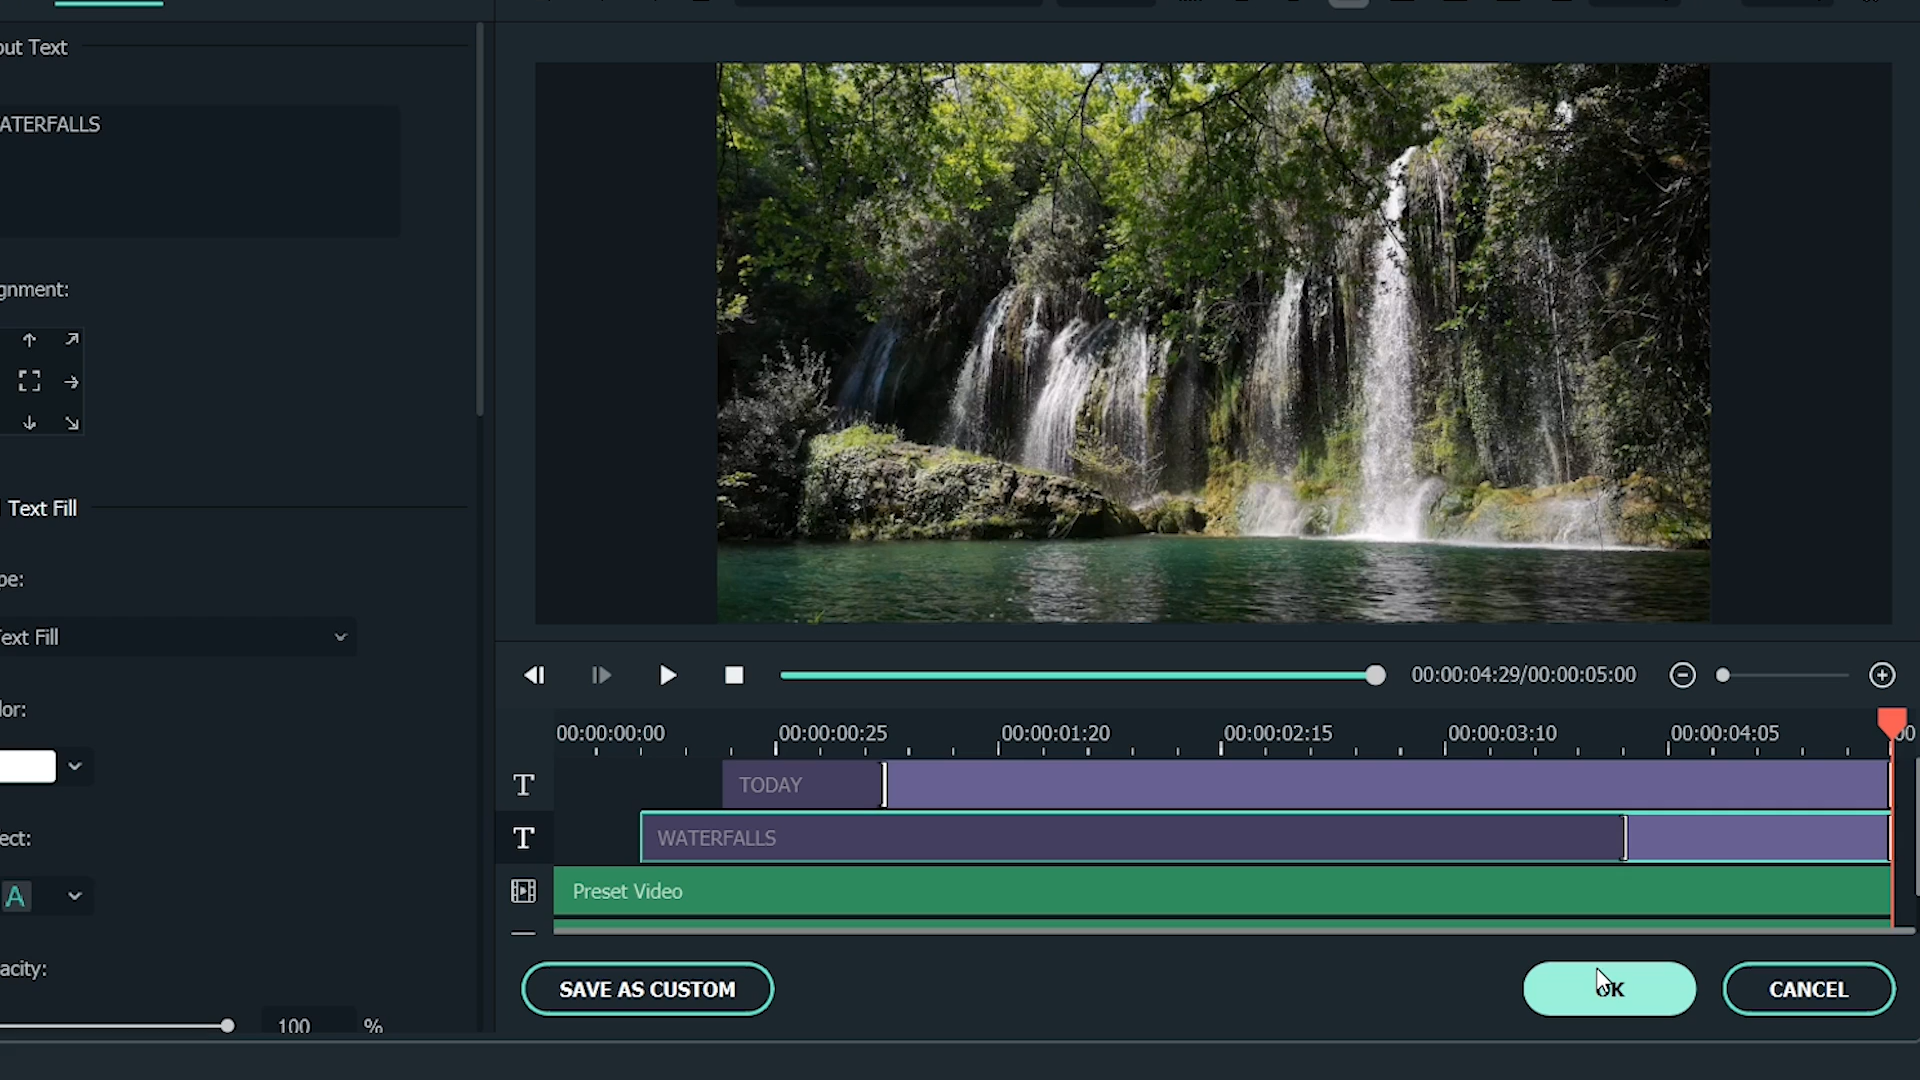 out Text
ATERFALLS
gnment:
Text Fill
pe:
Text Fill
lor:
ect:
A
acity:
100 %
00:00:04:29/00:00:05:00
00:00:00:00 00:00:00:25 00:00:01:20 00:00:02:15 00:00:03:10 00:00:04:05 00
T TODAY
T WATERFALLS
Preset Video
SAVE AS CUSTOM OK CANCEL